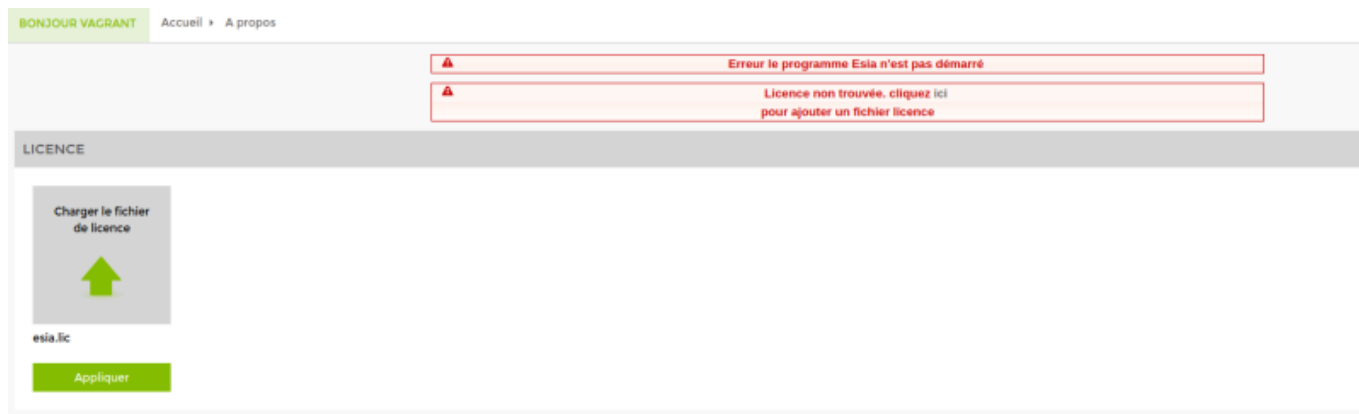 BONJOUR VAGRANT Accueil ▸ A propos
Erreur le programme Esia n'est pas démarré
Licence non trouvée. cliquez ici
pour ajouter un fichier licence
LICENCE
Charger le fichier
de licence
esia.lic
Appliquer